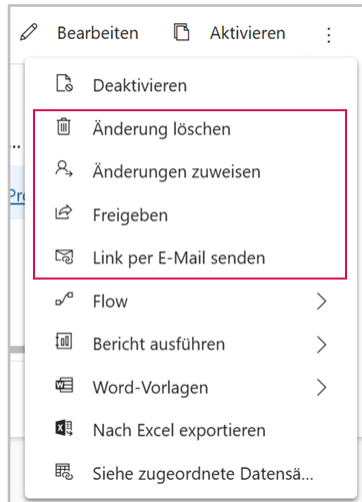 Bearbeiten Aktivieren
Deaktivieren
...
Änderung löschen
Änderungen zuweisen
Pro
Freigeben
Link per E-Mail senden
Flow
Bericht ausführen
Word-Vorlagen
Nach Excel exportieren
Siehe zugeordnete Datensä...